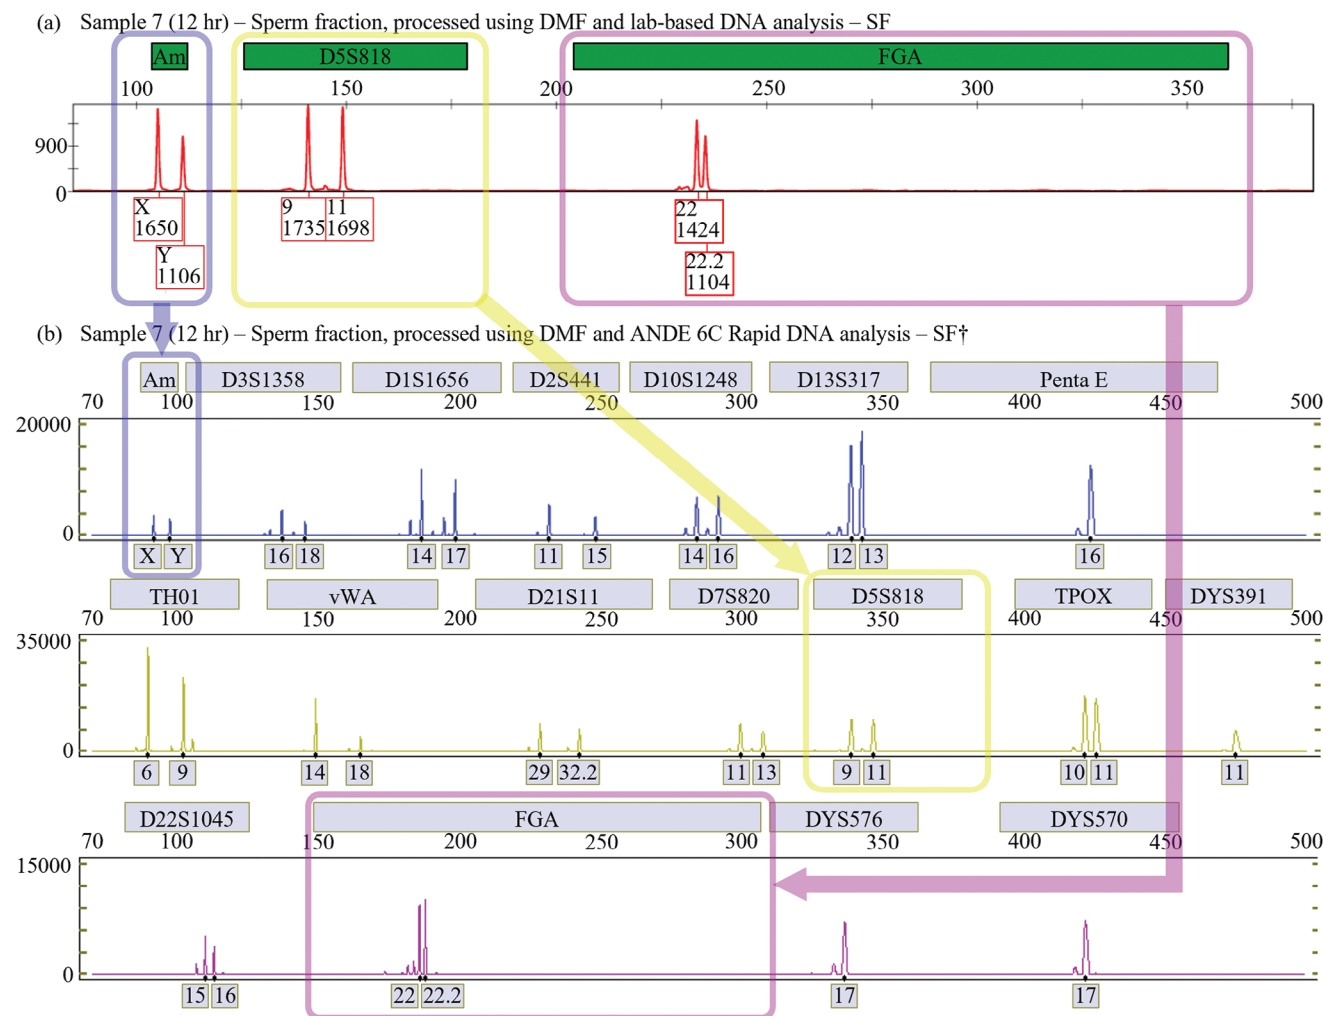 (a) Sample 7 (12 hr) – Sperm fraction, processed using DMF and lab-based DNA analysis – SF
Am D5S818 FGA
100 150 200 250 300 350
900
0
X 9 11 22
1650 1735 1698 1424
Y 22.2
1106 1104
(b) Sample 7 (12 hr) – Sperm fraction, processed using DMF and ANDE 6C Rapid DNA analysis – SF†
Am D3S1358 D1S1656 D2S441 D10S1248 D13S317 Penta E
70 100 150 200 250 300 350 400 450 500
20000
0
X Y 16 18 14 17 11 15 14 16 12 13 16
TH01 vWA D21S11 D7S820 D5S818 TPOX DYS391
70 100 150 200 250 300 350 400 450 500
35000
0
6 9 14 18 29 32.2 11 13 9 11 10 11 11
D22S1045 FGA DYS576 DYS570
70 100 150 200 250 300 350 400 450 500
15000
0
15 16 22 22.2 17 17